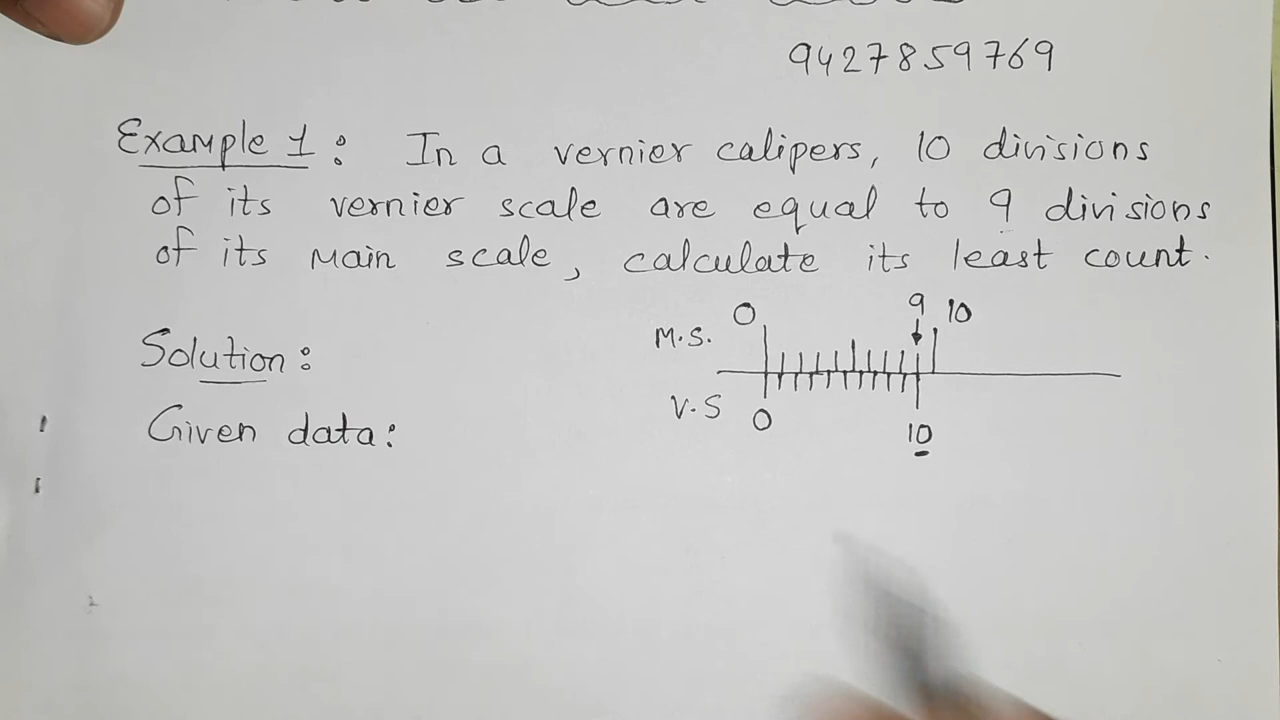 9427859769
Example 1: In a vernier calipers, 10 divisions
of its vernier scale are equal to 9 divisions
of its main scale, calculate its least count.
Solution:
Given data:
0 9 10
M.S.
V.S
0 10